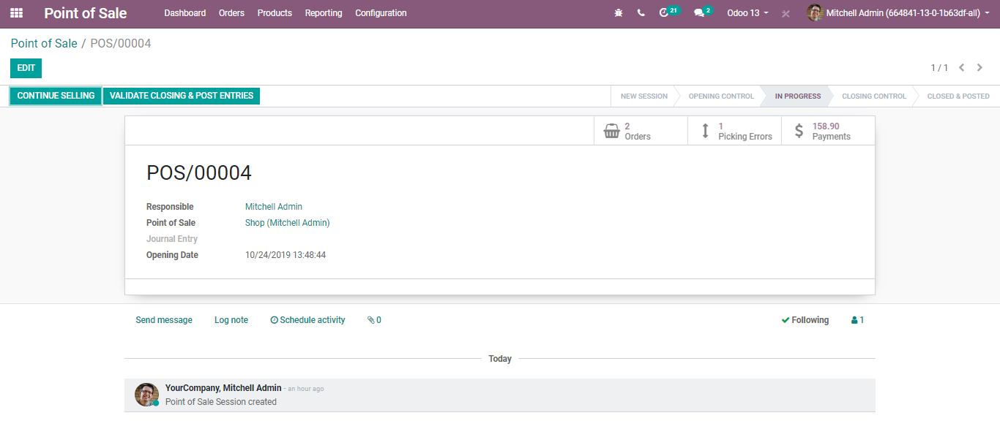 Point of Sale Dashboard Orders Products Reporting Configuration 21 2 Odoo 13 Mitchell Admin (664841-13-0-1b63df-all)
Point of Sale / POS/00004
EDIT 1 / 1
CONTINUE SELLING VALIDATE CLOSING & POST ENTRIES NEW SESSION OPENING CONTROL IN PROGRESS CLOSING CONTROL CLOSED & POSTED
2 1 158.90
Orders Picking Errors Payments
POS/00004
Responsible Mitchell Admin
Point of Sale Shop (Mitchell Admin)
Journal Entry
Opening Date 10/24/2019 13:48:44
Send message Log note Schedule activity 0 Following 1
Today
YourCompany, Mitchell Admin - an hour ago
Point of Sale Session created